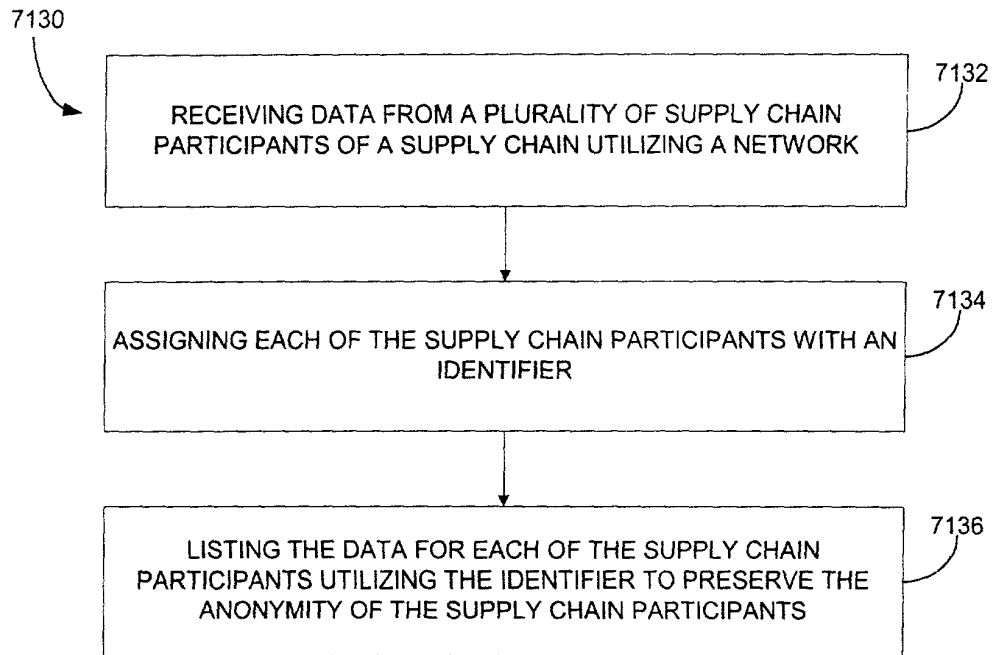 7130
7132
RECEIVING DATA FROM A PLURALITY OF SUPPLY CHAIN
PARTICIPANTS OF A SUPPLY CHAIN UTILIZING A NETWORK
7134
ASSIGNING EACH OF THE SUPPLY CHAIN PARTICIPANTS WITH AN
IDENTIFIER
7136
LISTING THE DATA FOR EACH OF THE SUPPLY CHAIN
PARTICIPANTS UTILIZING THE IDENTIFIER TO PRESERVE THE
ANONYMITY OF THE SUPPLY CHAIN PARTICIPANTS